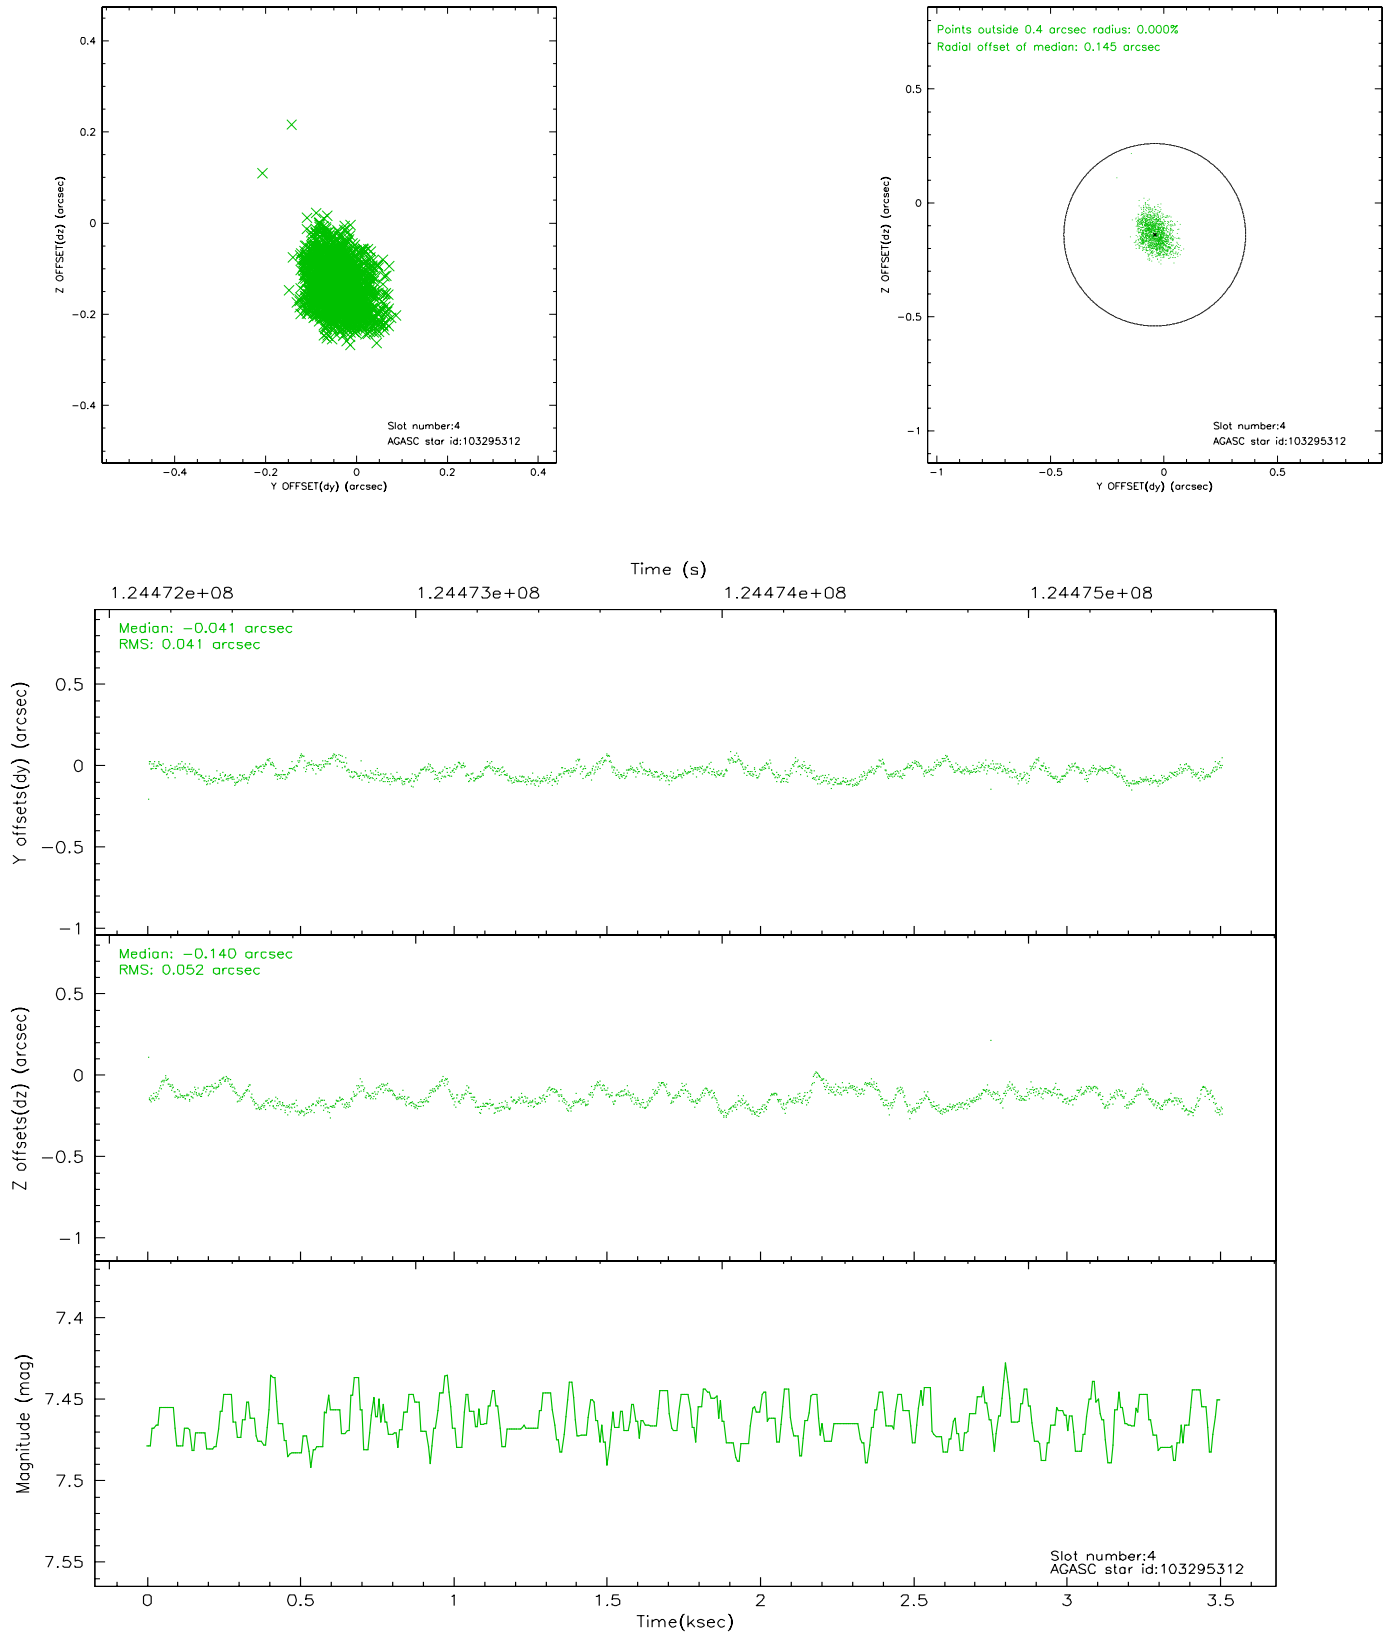 0.4
0.2
0
−0.2
−0.4
Z OFFSET(dz) (arcsec)
Slot number:4
AGASC star id:103295312
−0.4 −0.2 0 0.2 0.4
Y OFFSET(dy) (arcsec)
Points outside 0.4 arcsec radius: 0.000%
Radial offset of median: 0.145 arcsec
0.5
0
−0.5
−1
Z OFFSET(dz) (arcsec)
Slot number:4
AGASC star id:103295312
−1 −0.5 0 0.5
Y OFFSET(dy) (arcsec)
Time (s)
1.24472e+08 1.24473e+08 1.24474e+08 1.24475e+08
Median: −0.041 arcsec
RMS: 0.041 arcsec
0.5
0
−0.5
−1
Y offsets(dy) (arcsec)
Median: −0.140 arcsec
RMS: 0.052 arcsec
0.5
0
−0.5
−1
Z offsets(dz) (arcsec)
7.4
7.45
7.5
7.55
Magnitude (mag)
Slot number:4
AGASC star id:103295312
0 0.5 1 1.5 2 2.5 3 3.5
Time(ksec)